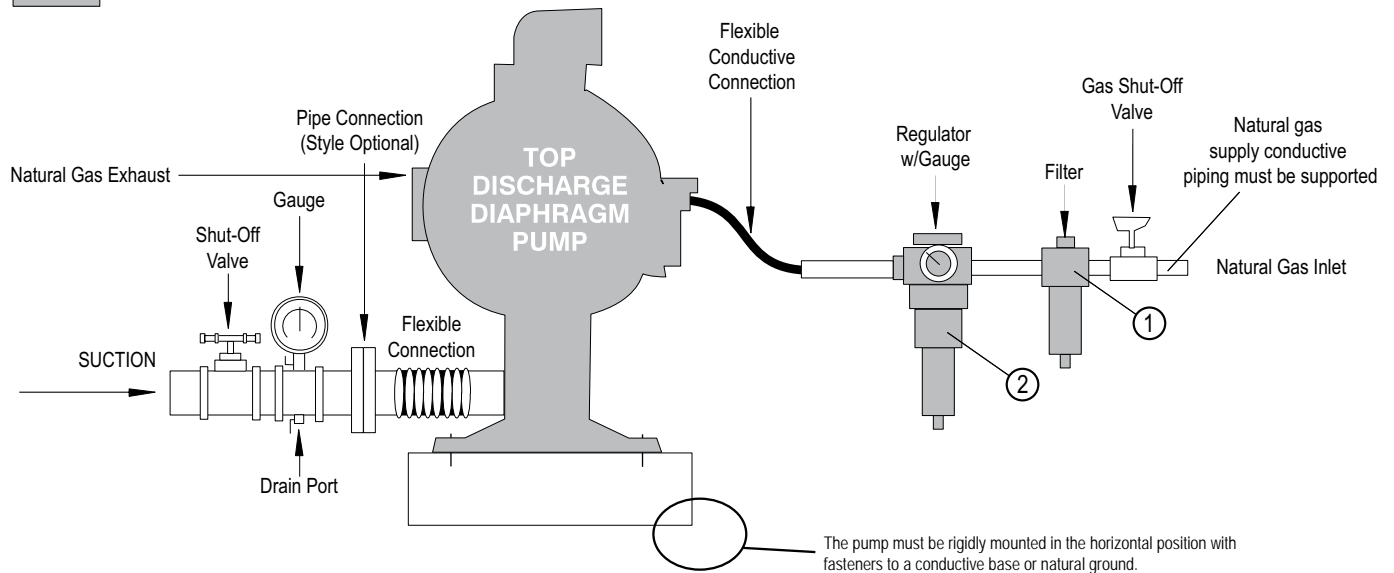 Flexible
Conductive
Connection
Gas Shut-Off
Valve
Pipe Connection
(Style Optional)
Regulator
w/Gauge
Natural gas
supply conductive
piping must be supported
TOP
DISCHARGE
DIAPHRAGM
PUMP
Natural Gas Exhaust
Filter
Gauge
Shut-Off
Valve
Natural Gas Inlet
Flexible
Connection
1
SUCTION
2
Drain Port
The pump must be rigidly mounted in the horizontal position with
fasteners to a conductive base or natural ground.